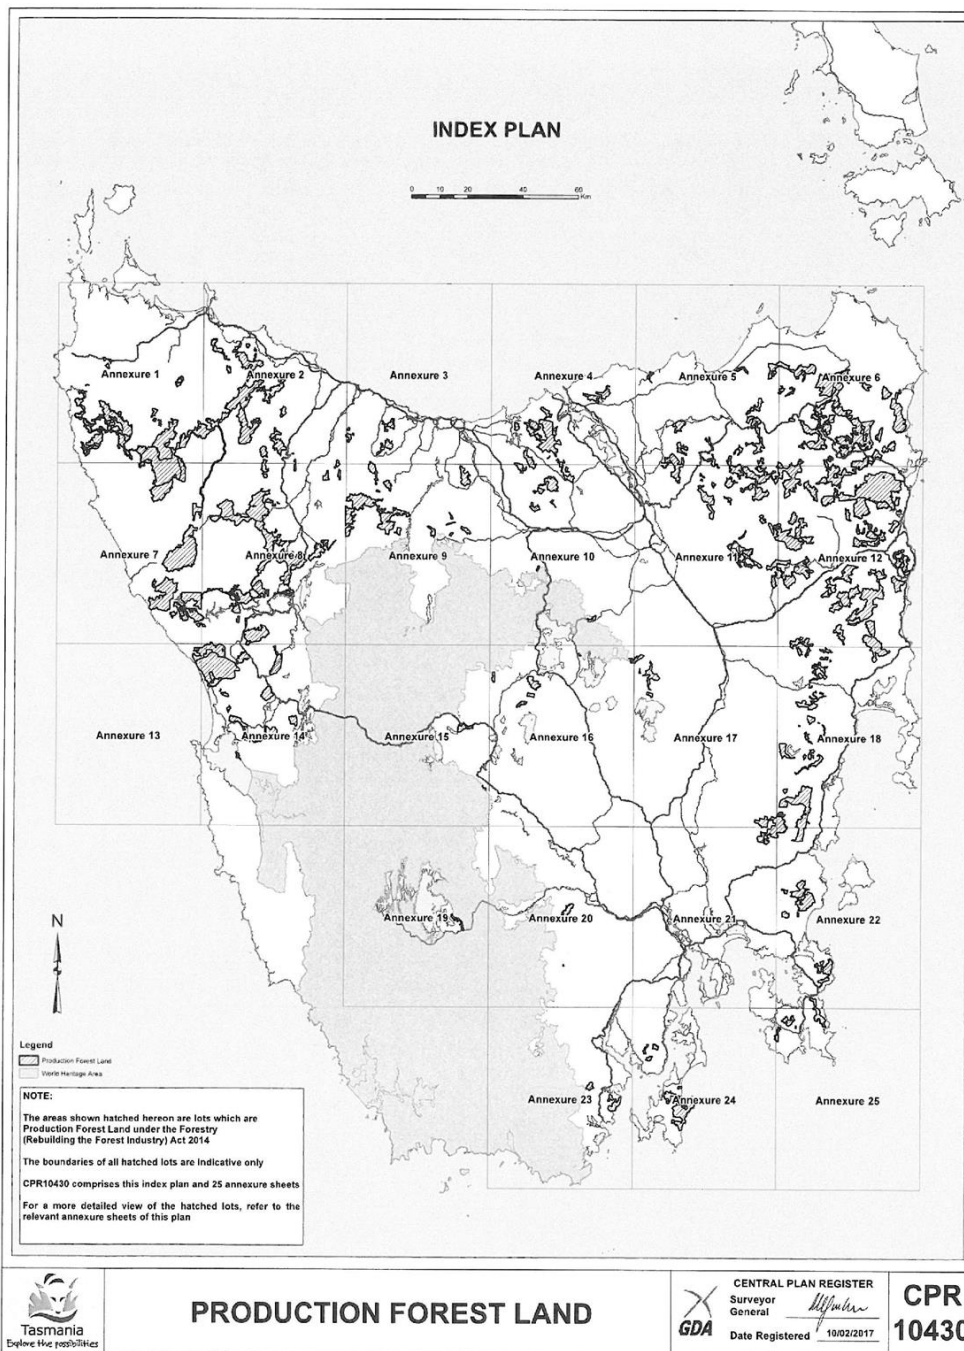 INDEX PLAN
0 10 20 40 60
Km
Annexure 1
Annexure 2
Annexure 3
Annexure 4
Annexure 5
Annexure 6
Annexure 7
Annexure 8
Annexure 9
Annexure 10
Annexure 11
Annexure 12
Annexure 13
Annexure 14
Annexure 15
Annexure 16
Annexure 17
Annexure 18
Annexure 19
Annexure 20
Annexure 21
Annexure 22
Annexure 23
Annexure 24
Annexure 25
N
Legend
Production Forest Land
World Heritage Area
NOTE:
The areas shown hatched hereon are lots which are
Production Forest Land under the Forestry
(Rebuilding the Forest Industry) Act 2014
The boundaries of all hatched lots are indicative only
CPR10430 comprises this index plan and 25 annexure sheets
For a more detailed view of the hatched lots, refer to the
relevant annexure sheets of this plan
Tasmania
Explore the possibilities
PRODUCTION FOREST LAND
GDA
CENTRAL PLAN REGISTER
Surveyor
General
Date Registered 10/02/2017
CPR
10430